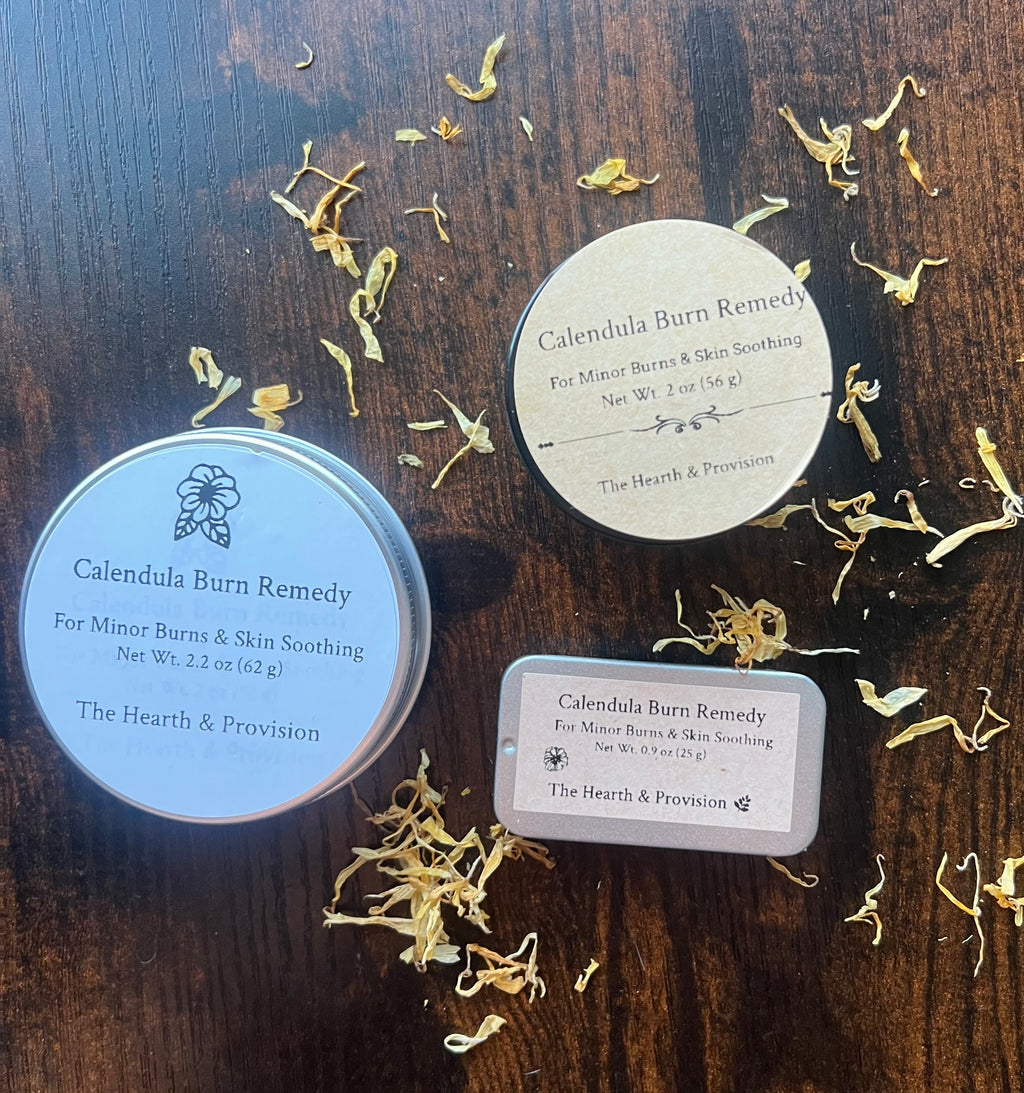 Calendula Burn Remedy
For Minor Burns & Skin Soothing
Net Wt. 2 oz (56 g)
The Hearth & Provision
Calendula Burn Remedy
For Minor Burns & Skin Soothing
Net Wt. 2.2 oz (62 g)
The Hearth & Provision
Calendula Burn Remedy
For Minor Burns & Skin Soothing
Net Wt. 0.9 oz (25 g)
The Hearth & Provision